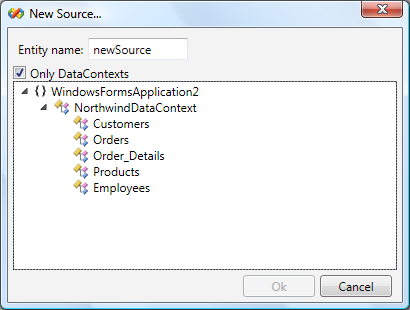 New Source...
Entity name: newSource
Only DataContexts
{} WindowsFormsApplication2
NorthwindDataContext
Customers
Orders
Order_Details
Products
Employees
Ok Cancel